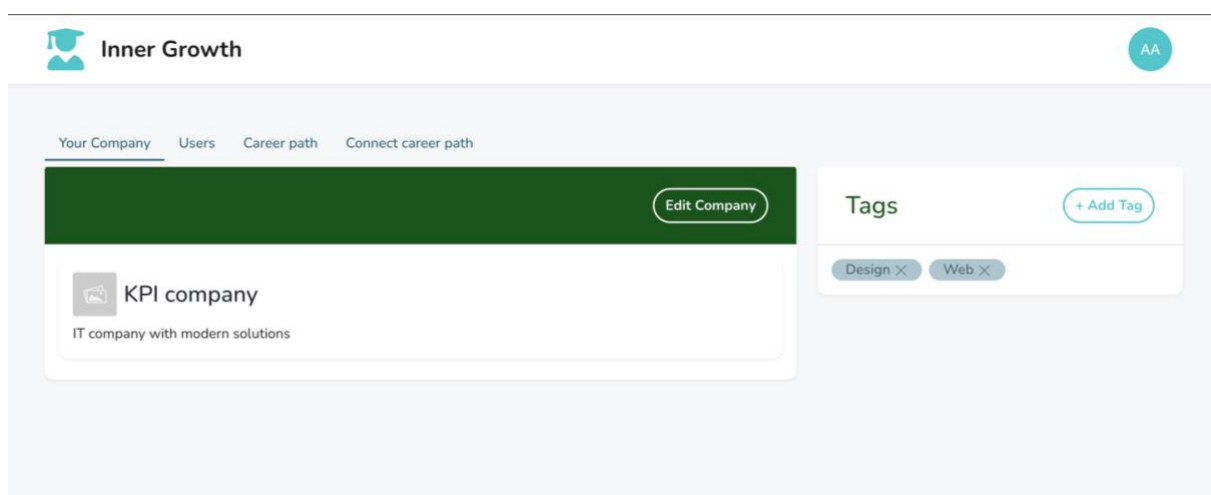 Inner Growth
AA
Your Company Users Career path Connect career path
Edit Company
KPI company
IT company with modern solutions
Tags
+ Add Tag
Design Web